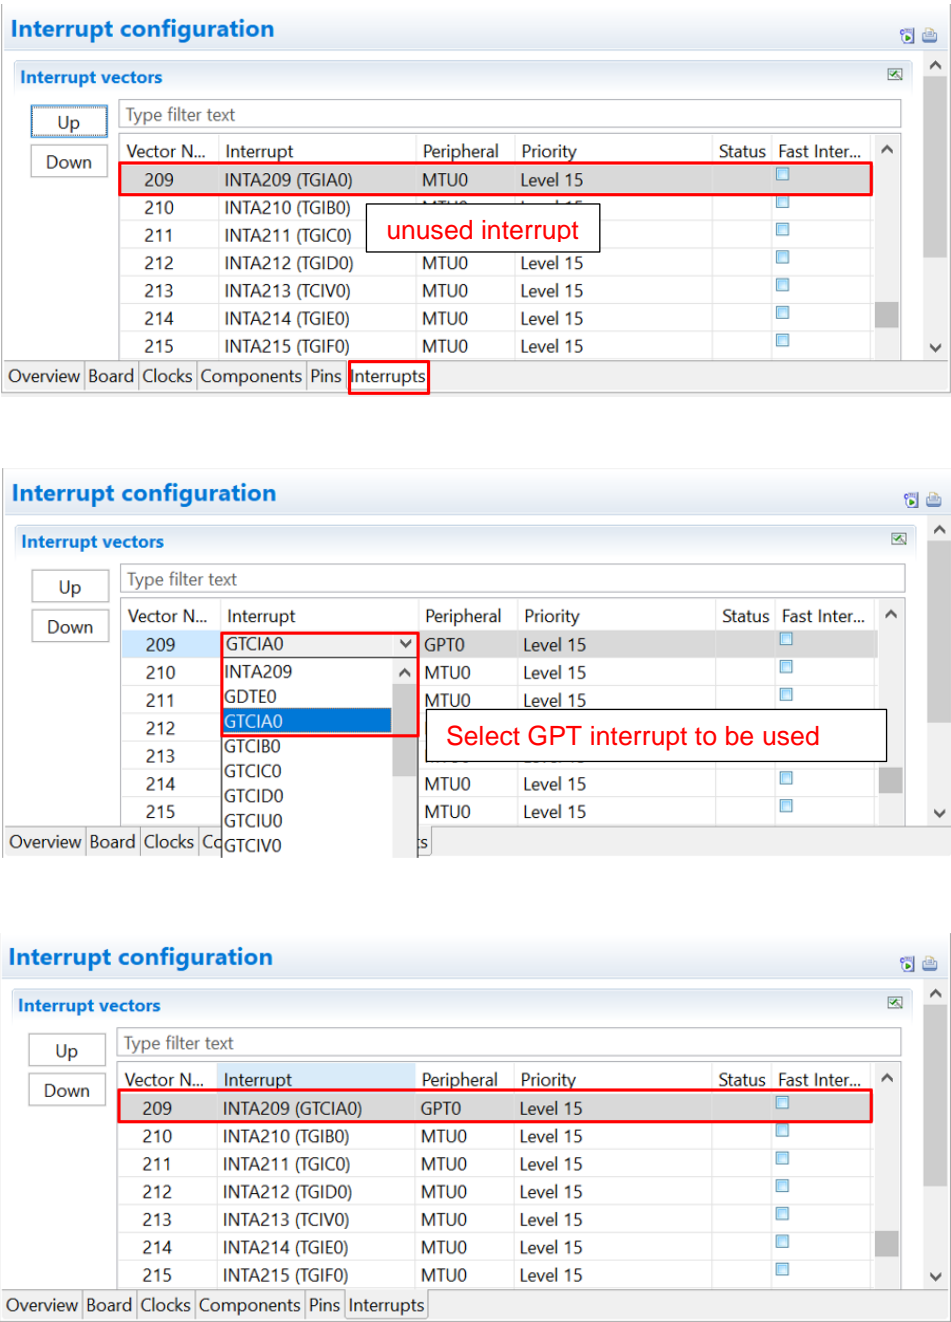 Interrupt configuration
Interrupt vectors
Up
Down
Type filter text
Vector N... Interrupt Peripheral Priority Status Fast Inter...
209 INTA209 (TGIA0) MTU0 Level 15
210 INTA210 (TGIB0)
211 INTA211 (TGIC0)
unused interrupt
212 INTA212 (TGID0) MTU0 Level 15
213 INTA213 (TCIV0) MTU0 Level 15
214 INTA214 (TGIE0) MTU0 Level 15
215 INTA215 (TGIF0) MTU0 Level 15
Overview Board Clocks Components Pins Interrupts
Interrupt configuration
Interrupt vectors
Up
Down
Type filter text
Vector N... Interrupt Peripheral Priority Status Fast Inter...
209 GTCIA0 GPT0 Level 15
210 INTA209 MTU0 Level 15
211 GDTE0 MTU0 Level 15
212 GTCIA0
Select GPT interrupt to be used
213 GTCIB0
214 GTCIC0 MTU0 Level 15
GTCID0
215 GTCIU0 MTU0 Level 15
Overview Board Clocks Co GTCIV0 ts
Interrupt configuration
Interrupt vectors
Up
Down
Type filter text
Vector N... Interrupt Peripheral Priority Status Fast Inter...
209 INTA209 (GTCIA0) GPT0 Level 15
210 INTA210 (TGIB0) MTU0 Level 15
211 INTA211 (TGIC0) MTU0 Level 15
212 INTA212 (TGID0) MTU0 Level 15
213 INTA213 (TCIV0) MTU0 Level 15
214 INTA214 (TGIE0) MTU0 Level 15
215 INTA215 (TGIF0) MTU0 Level 15
Overview Board Clocks Components Pins Interrupts